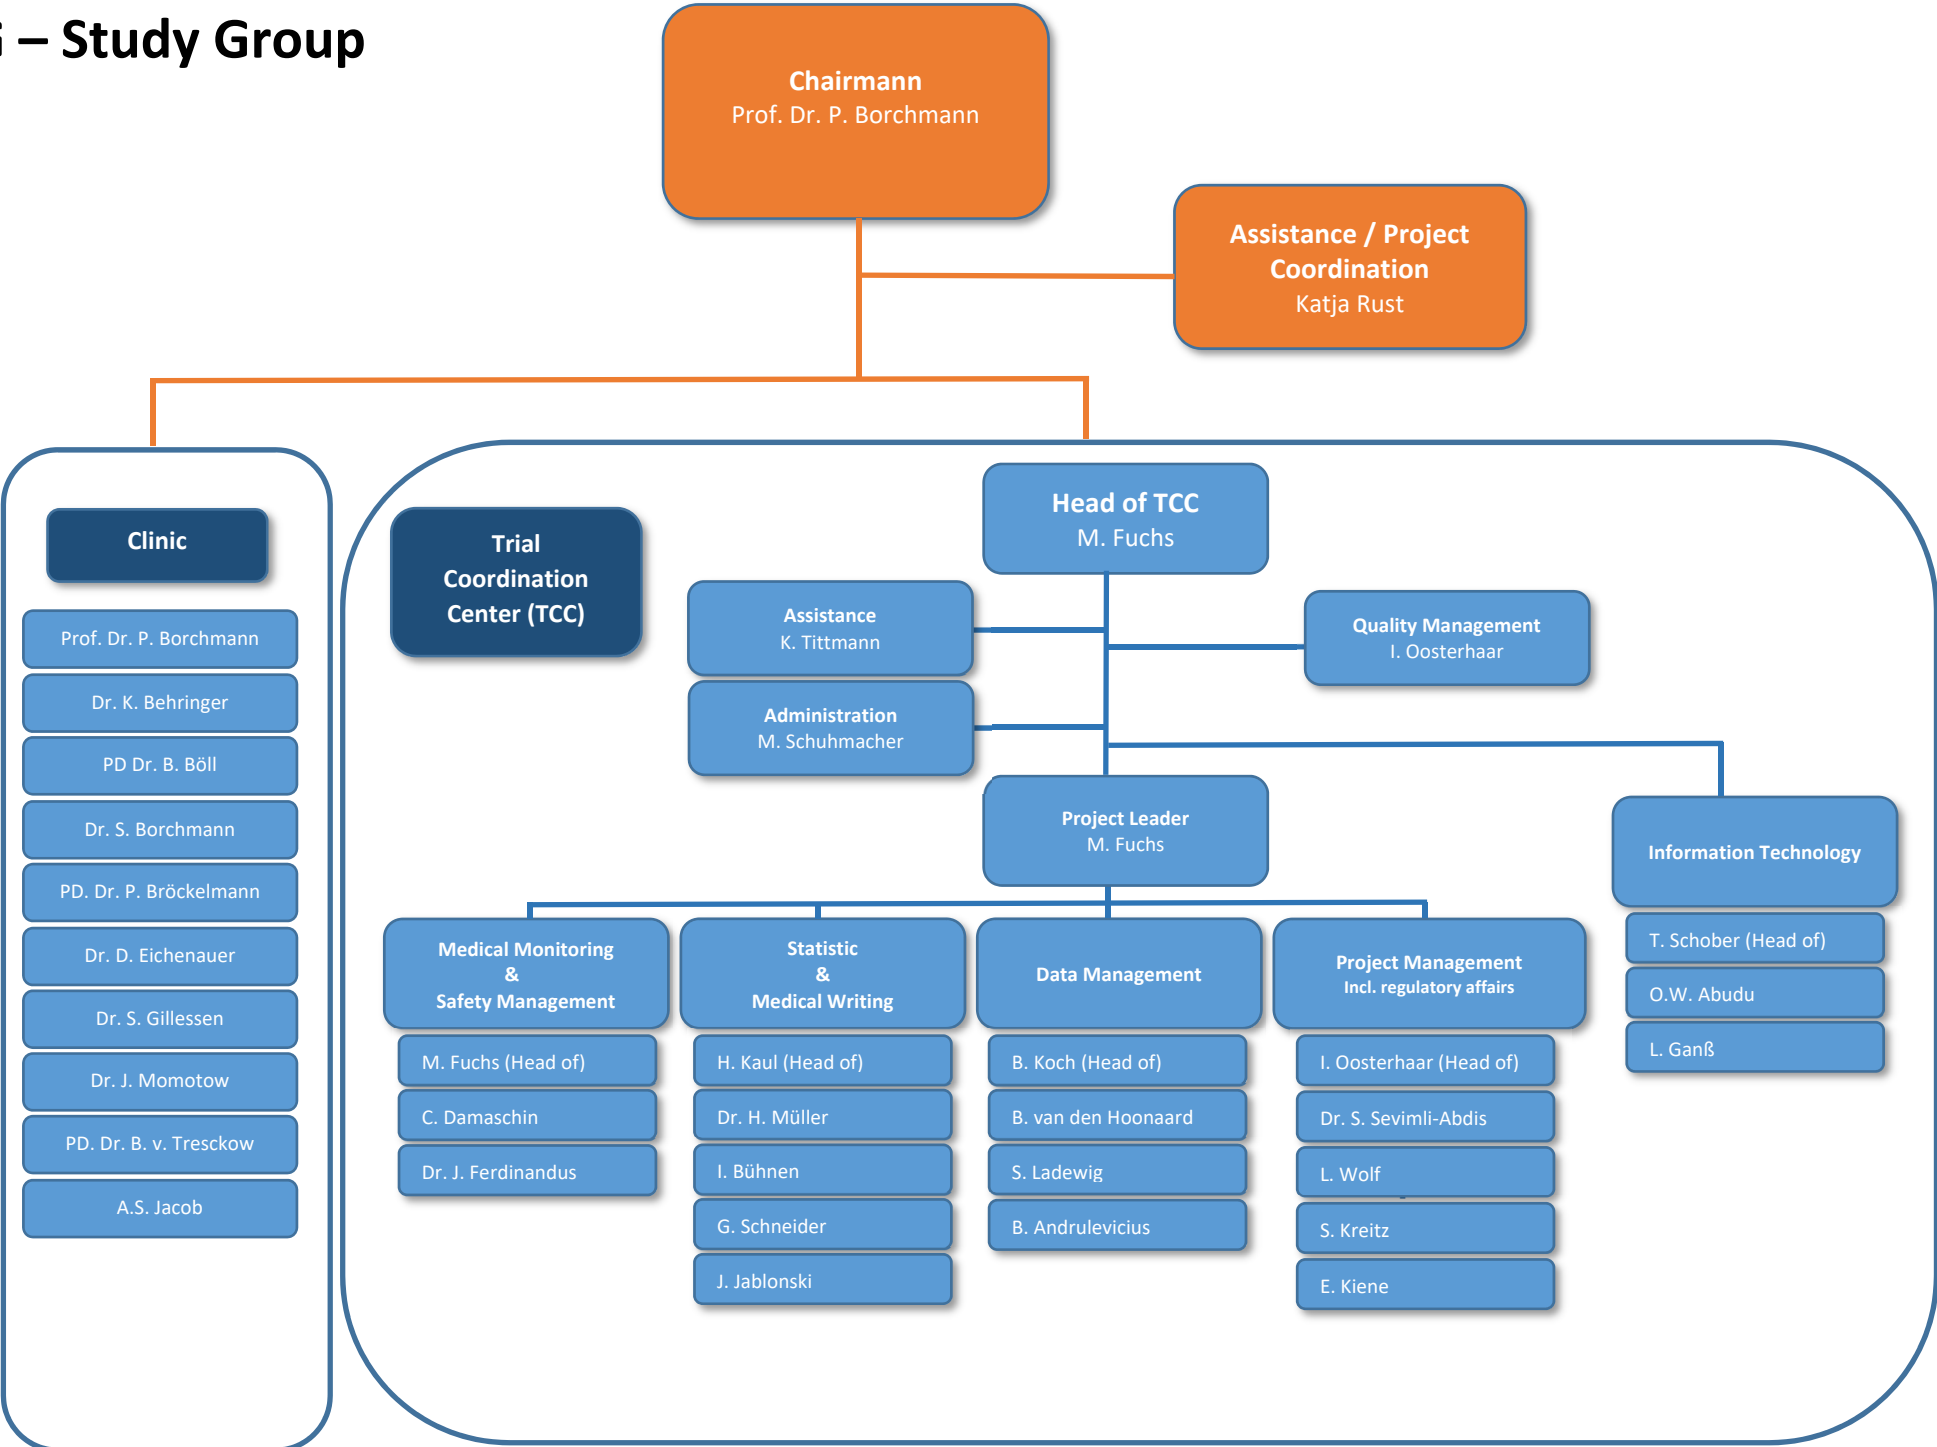 – Study Group
Chairmann
Prof. Dr. P. Borchmann
Assistance / Project
Coordination
Katja Rust
Clinic
Prof. Dr. P. Borchmann
Dr. K. Behringer
PD Dr. B. Böll
Dr. S. Borchmann
PD. Dr. P. Bröckelmann
Dr. D. Eichenauer
Dr. S. Gillessen
Dr. J. Momotow
PD. Dr. B. v. Tresckow
A.S. Jacob
Trial
Coordination
Center (TCC)
Head of TCC
M. Fuchs
Assistance
K. Tittmann
Quality Management
I. Oosterhaar
Administration
M. Schuhmacher
Project Leader
M. Fuchs
Information Technology
T. Schober (Head of)
O.W. Abudu
L. Ganß
Medical Monitoring
&
Safety Management
M. Fuchs (Head of)
C. Damaschin
Dr. J. Ferdinandus
Statistic
&
Medical Writing
H. Kaul (Head of)
Dr. H. Müller
I. Bühnen
G. Schneider
J. Jablonski
Data Management
B. Koch (Head of)
B. van den Hoonaard
S. Ladewig
B. Andrulevicius
Project Management
Incl. regulatory affairs
I. Oosterhaar (Head of)
Dr. S. Sevimli-Abdis
L. Wolf
S. Kreitz
E. Kiene